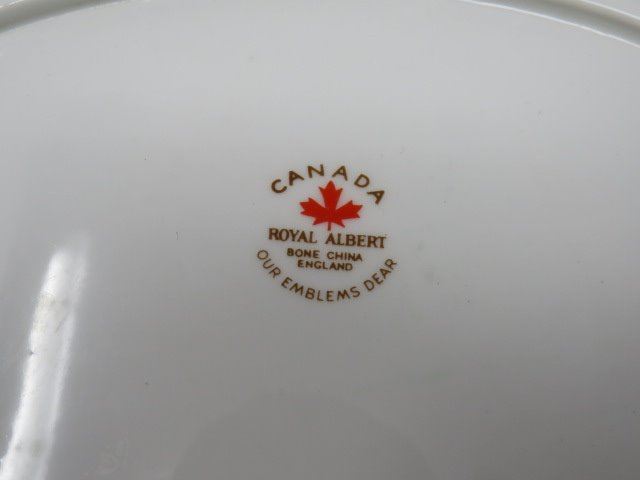 CANADA
ROYAL ALBERT
BONE CHINA
ENGLAND
OUR EMBLEMS DEAR